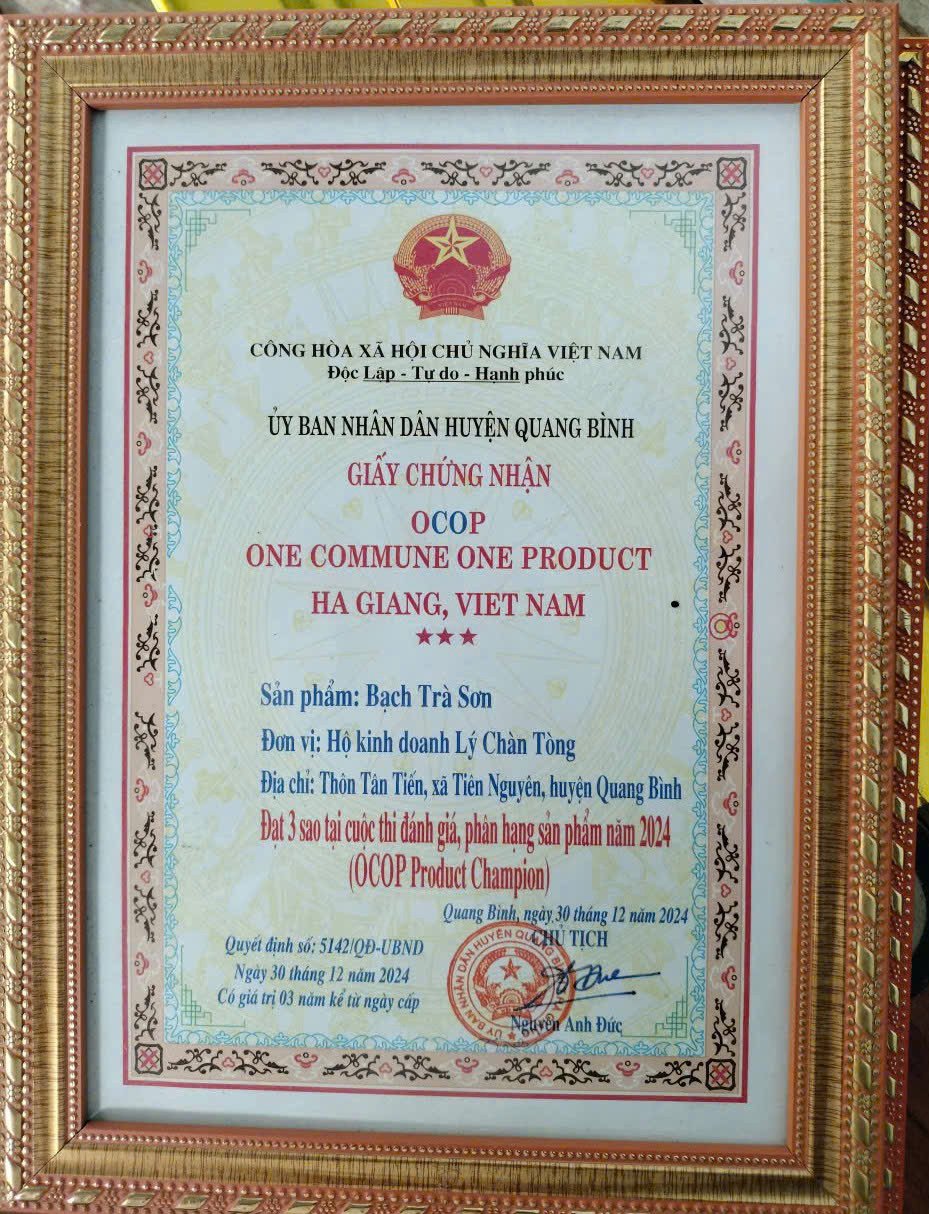 CÔNG HÒA XÃ HỘI CHỦ NGHĨA VIỆT NAM
Độc Lập - Tự do - Hạnh phúc
ỦY BAN NHÂN DÂN HUYỆN QUANG BÌNH
GIẤY CHỨNG NHẬN
OCOP
ONE COMMUNE ONE PRODUCT
HA GIANG, VIET NAM
Sản phẩm: Bạch Trà Sơn
Đơn vị: Hộ kinh doanh Lý Chàn Tòng
Địa chỉ: Thôn Tân Tiến, xã Tiên Nguyên, huyện Quang Bình
Đạt 3 sao tại cuộc thi đánh giá, phân hạng sản phẩm năm 2024
(OCOP Product Champion)
Quang Bình, ngày 30 tháng 12 năm 2024
CHỦ TỊCH
Quyết định số: 5142/QĐ-UBND
Ngày 30 tháng 12 năm 2024
Có giá trị 03 năm kể từ ngày cấp
Nguyễn Anh Đức